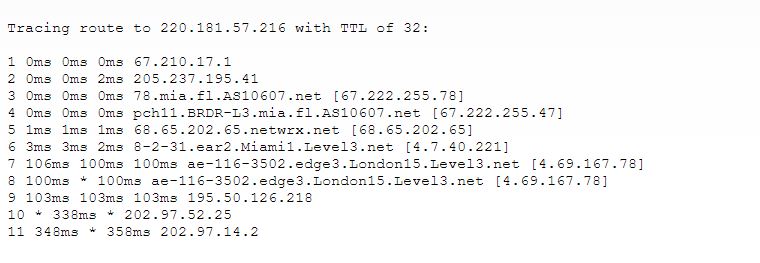 Tracing route to 220.181.57.216 with TTL of 32:
1 0ms 0ms 0ms 67.210.17.1
2 0ms 0ms 2ms 205.237.195.41
3 0ms 0ms 0ms 78.mia.fl.AS10607.net [67.222.255.78]
4 0ms 0ms 0ms pch11.BRDR-L3.mia.fl.AS10607.net [67.222.255.47]
5 1ms 1ms 1ms 68.65.202.65.netwrx.net [68.65.202.65]
6 3ms 3ms 2ms 8-2-31.ear2.Miami1.Level3.net [4.7.40.221]
7 106ms 100ms 100ms ae-116-3502.edge3.London15.Level3.net [4.69.167.78]
8 100ms * 100ms ae-116-3502.edge3.London15.Level3.net [4.69.167.78]
9 103ms 103ms 103ms 195.50.126.218
10 * 338ms * 202.97.52.25
11 348ms * 358ms 202.97.14.2